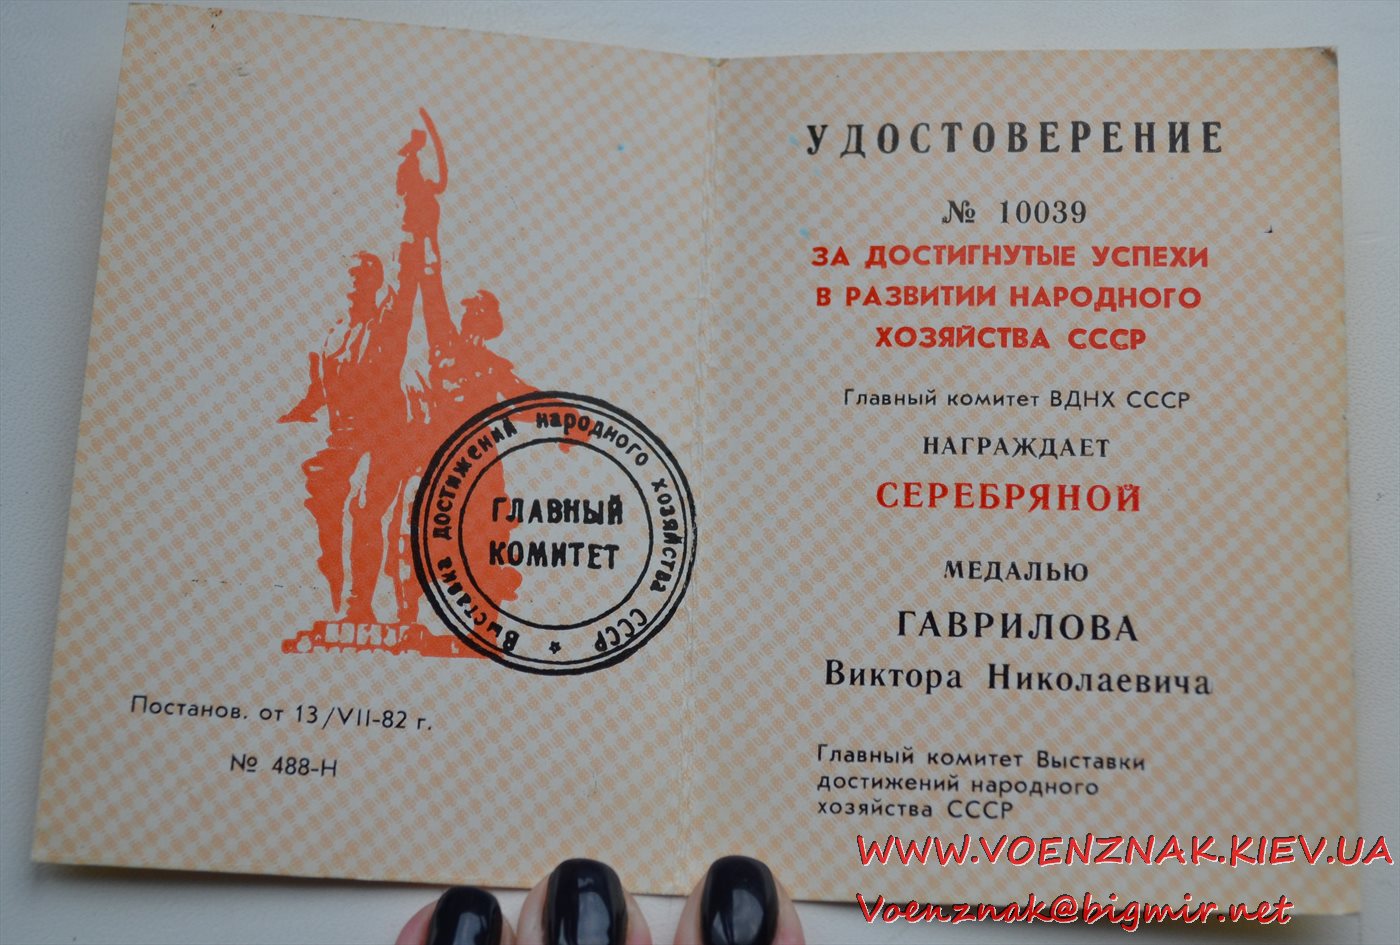 Выставка достижений народного хозяйства СССР
ГЛАВНЫЙ
КОМИТЕТ
Постанов. от 13/VII-82 г.
№ 488-Н
УДОСТОВЕРЕНИЕ
№ 10039
ЗА ДОСТИГНУТЫЕ УСПЕХИ
В РАЗВИТИИ НАРОДНОГО
ХОЗЯЙСТВА СССР
Главный комитет ВДНХ СССР
НАГРАЖДАЕТ
СЕРЕБРЯНОЙ
МЕДАЛЬЮ
ГАВРИЛОВА
Виктора Николаевича
Главный комитет Выставки
достижений народного
хозяйства СССР
WWW.VOENZNAK.KIEV.UA
Voenznak@bigmir.net